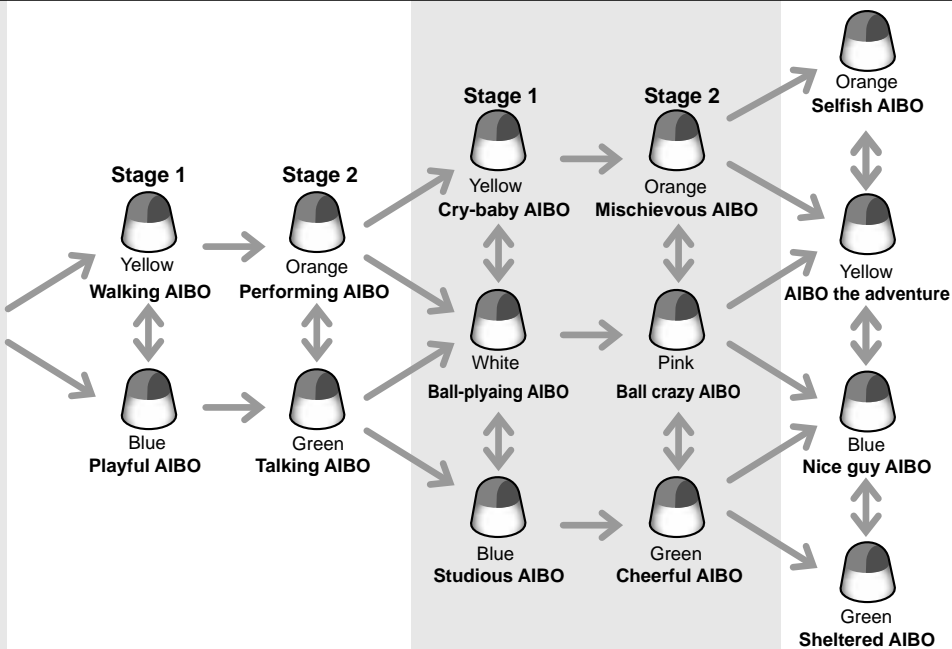 Stage 1
Stage 2
Yellow
Walking AIBO
Orange
Performing AIBO
Blue
Playful AIBO
Green
Talking AIBO
Stage 1
Stage 2
Yellow
Cry-baby AIBO
Orange
Mischievous AIBO
White
Ball-plyaing AIBO
Pink
Ball crazy AIBO
Blue
Studious AIBO
Green
Cheerful AIBO
Orange
Selfish AIBO
Yellow
AIBO the adventure
Blue
Nice guy AIBO
Green
Sheltered AIBO